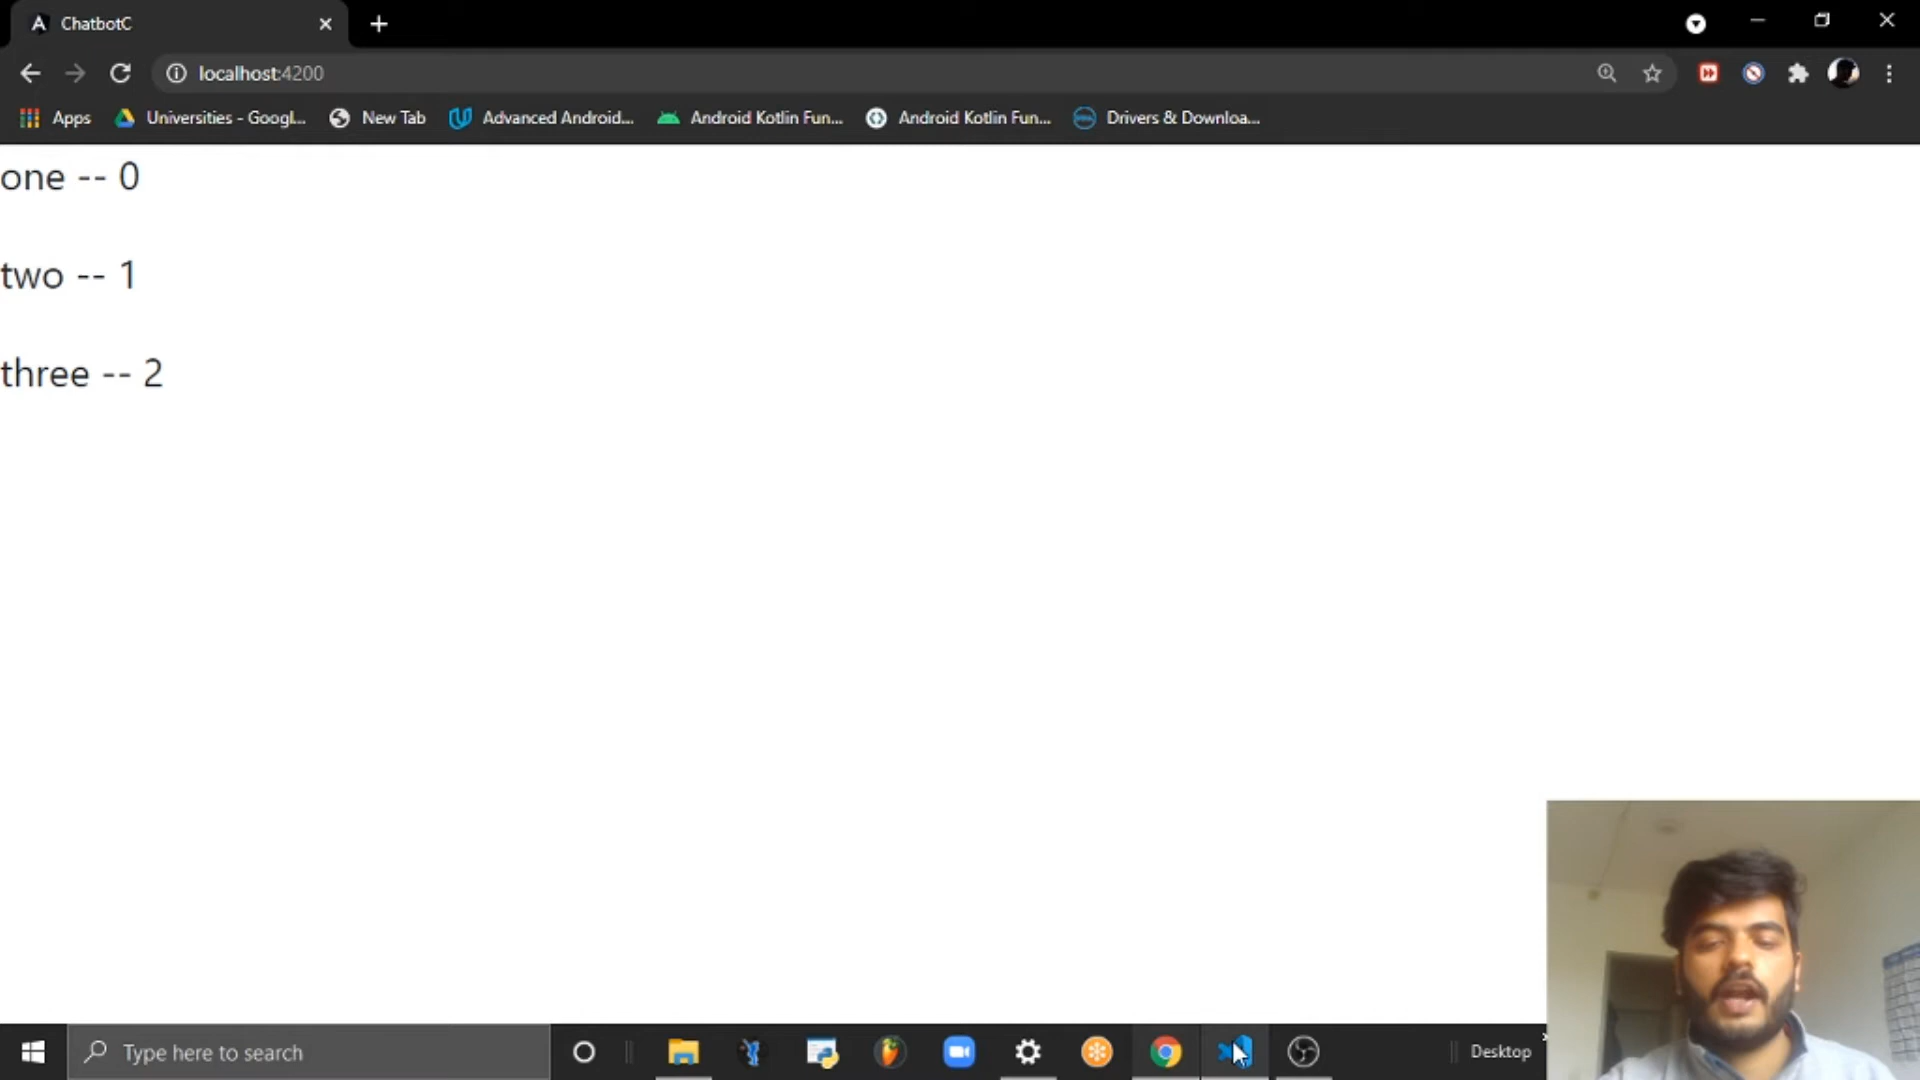 ChatbotC
localhost:4200
Apps Universities - Googl... New Tab Advanced Android... Android Kotlin Fun... Android Kotlin Fun... Drivers & Downloa...
one -- 0
two -- 1
three -- 2
Type here to search
Desktop